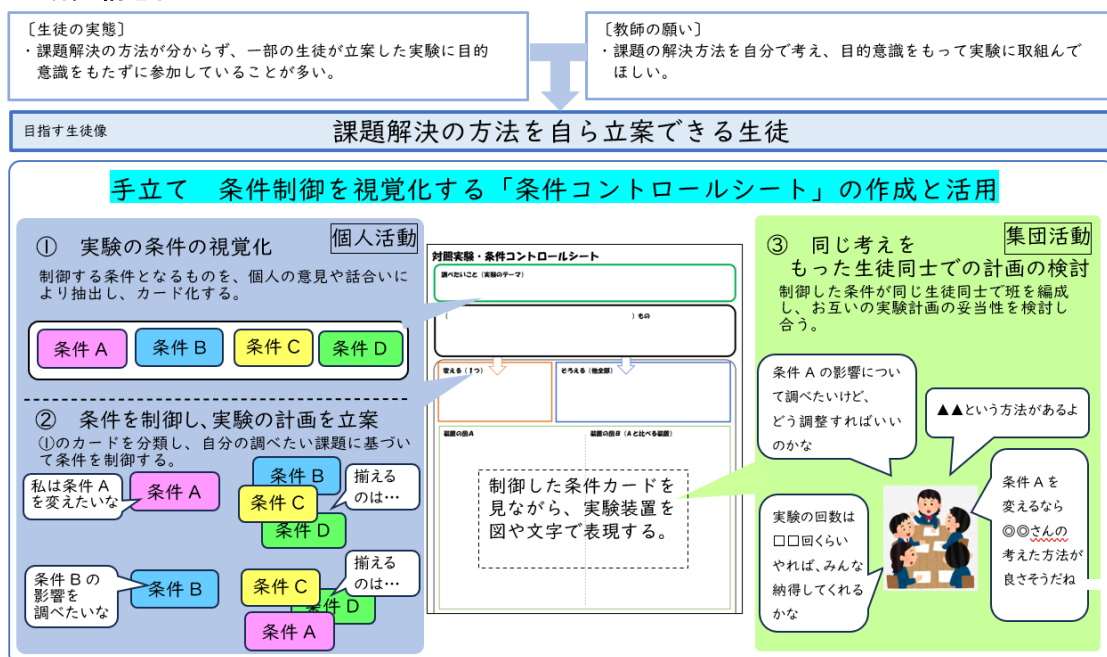 〔生徒の実態〕
・課題解決の方法が分からず、一部の生徒が立案した実験に目的
意識をもたずに参加していることが多い。
〔教師の願い〕
・課題の解決方法を自分で考え、目的意識をもって実験に取組んで
ほしい。
目指す生徒像
課題解決の方法を自ら立案できる生徒
手立て　条件制御を視覚化する「条件コントロールシート」の作成と活用
個人活動
①　実験の条件の視覚化
制御する条件となるものを、個人の意見や話合いに
より抽出し、カード化する。
条件A
条件B
条件C
条件D
②　条件を制御し、実験の計画を立案
①のカードを分類し、自分の調べたい課題に基づい
て条件を制御する。
私は条件A
を変えたいな
条件A
条件B
条件C
条件D
揃える
のは…
条件Bの
影響を
調べたいな
条件B
条件C
条件D
条件A
揃える
のは…
対照実験・条件コントロールシート
調べたいこと（実験のテーマ）
（　　　）もの
変える（1つ）
そろえる（他全部）
装置の図A
装置の図B（Aと比べる装置）
制御した条件カードを
見ながら、実験装置を
図や文字で表現する。
集団活動
③　同じ考えを
もった生徒同士での計画の検討
制御した条件が同じ生徒同士で班を編成
し、お互いの実験計画の妥当性を検討し
合う。
条件Aの影響につい
て調べたいけど、
どう調整すればいい
のかな
▲▲という方法があるよ
実験の回数は
□□回くらい
やれば、みんな
納得してくれる
かな
条件Aを
変えるなら
◎◎さんの
考えた方法が
良さそうだね